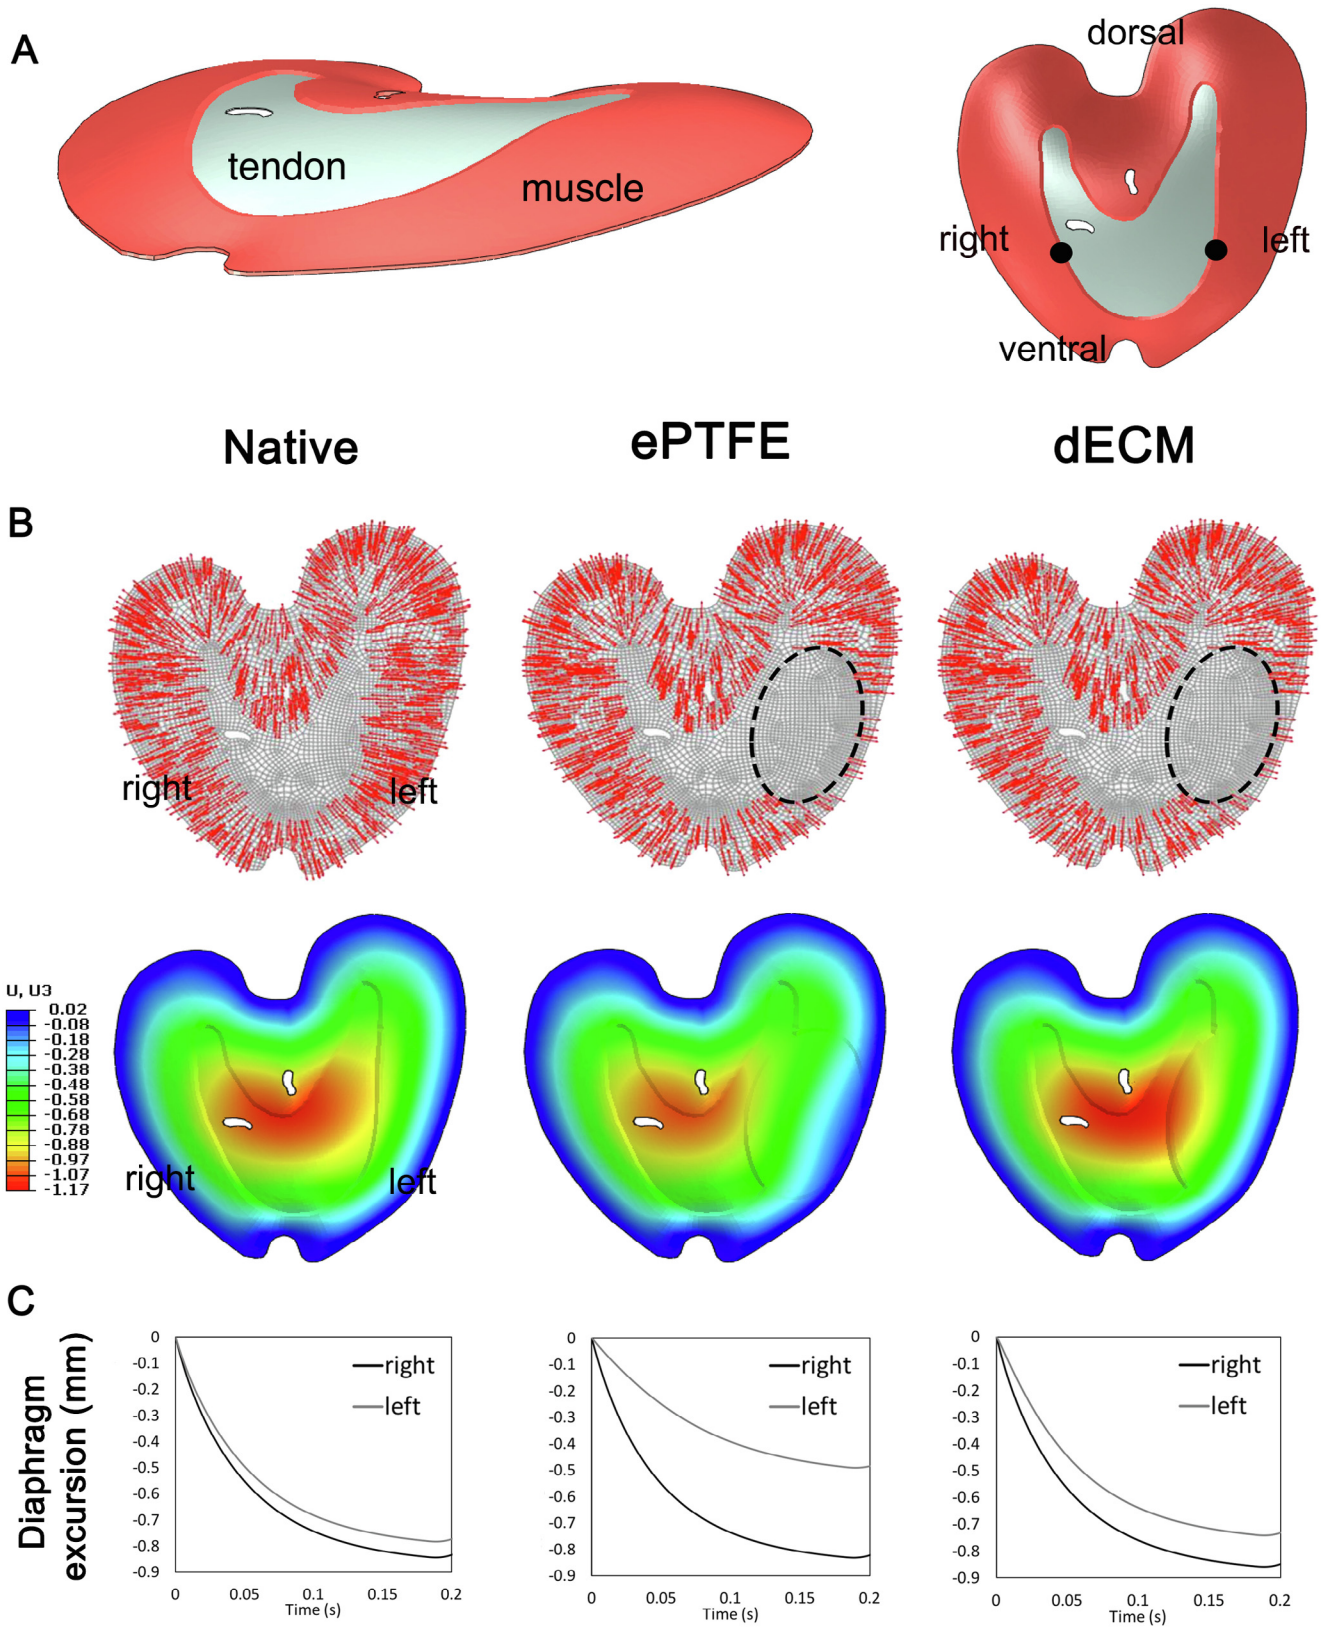 A
dorsal
tendon
muscle
right
left
ventral
Native
ePTFE
dECM
B
right
left
U, U3
0.02
-0.08
-0.18
-0.28
-0.38
-0.48
-0.58
-0.68
-0.78
-0.88
-0.97
-1.07
-1.17
right
left
C
Diaphragm
excursion (mm)
0
-0.1
-0.2
-0.3
-0.4
-0.5
-0.6
-0.7
-0.8
-0.9
right
left
0 0.05 0.1 0.15 0.2
Time (s)
0
-0.1
-0.2
-0.3
-0.4
-0.5
-0.6
-0.7
-0.8
-0.9
right
left
0 0.05 0.1 0.15 0.2
Time (s)
0
-0.1
-0.2
-0.3
-0.4
-0.5
-0.6
-0.7
-0.8
-0.9
right
left
0 0.05 0.1 0.15 0.2
Time (s)